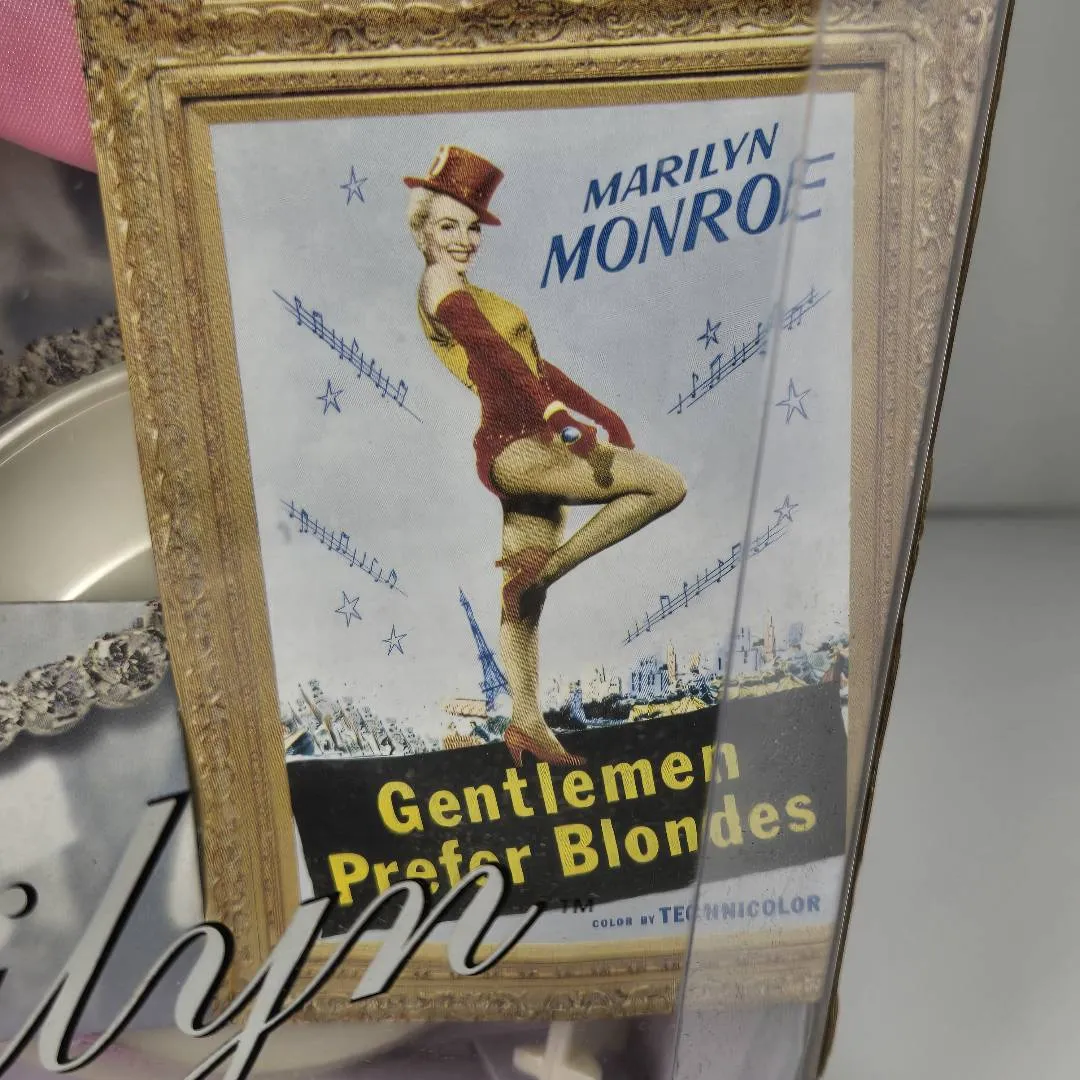 MARILYN
MONROE
Gentlemen
Prefer Blondes
TM
COLOR BY TECHNICOLOR
ilyn